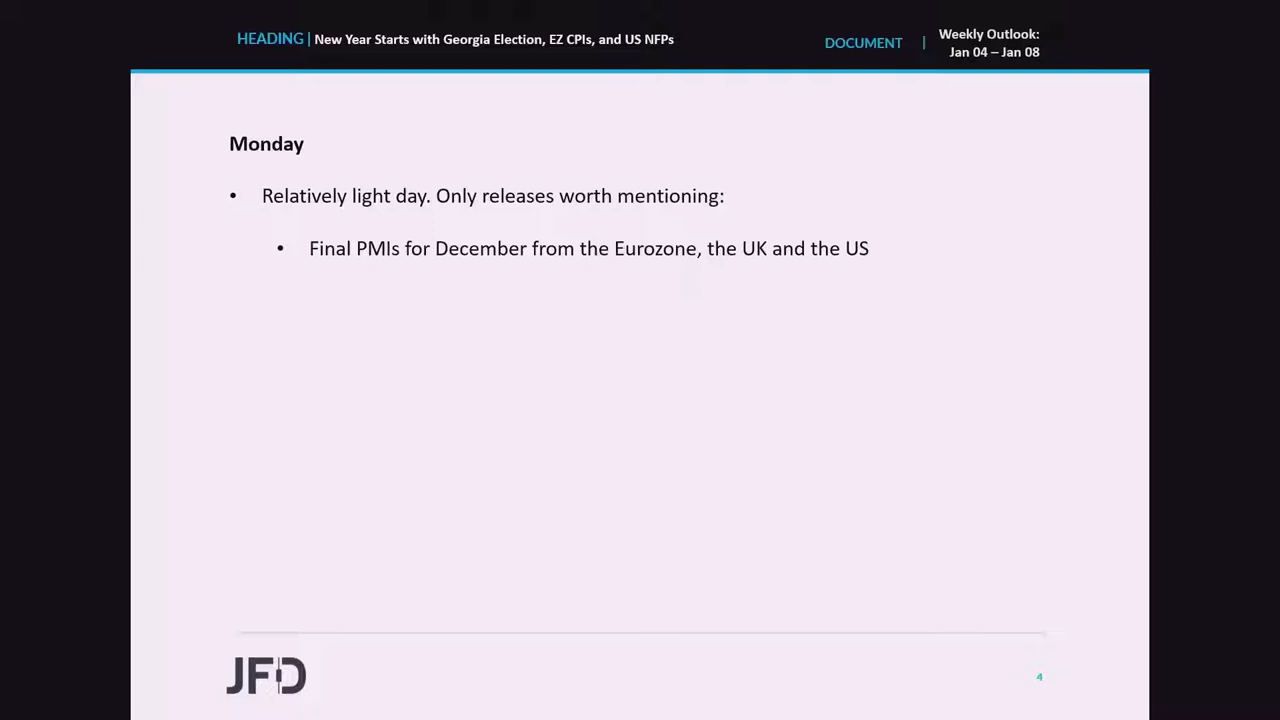 HEADING | New Year Starts with Georgia Election, EZ CPIs, and US NFPs
DOCUMENT | Weekly Outlook:
Jan 04 – Jan 08
Monday
• Relatively light day. Only releases worth mentioning:
• Final PMIs for December from the Eurozone, the UK and the US
JFD
4